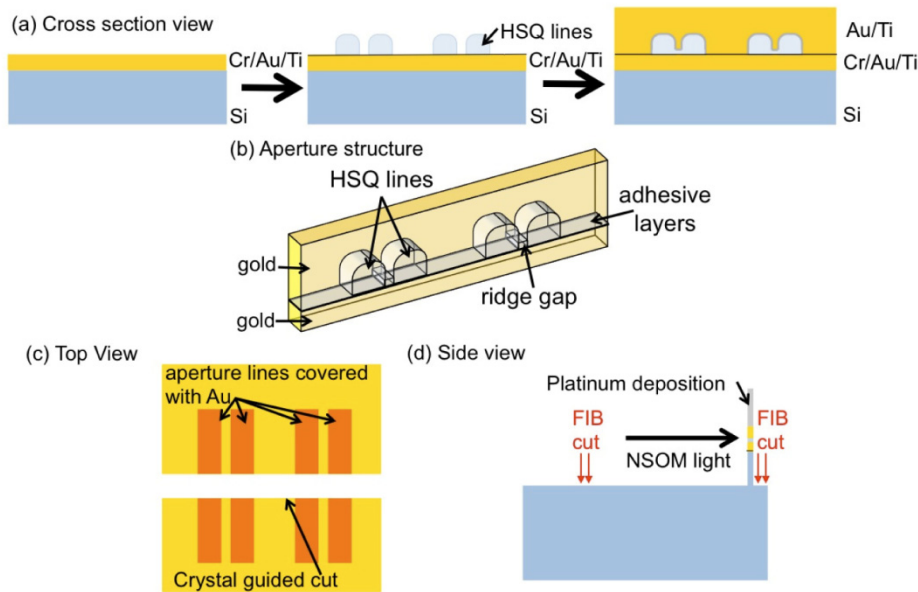 (a) Cross section view
HSQ lines
Au/Ti
Cr/Au/Ti
Cr/Au/Ti
Cr/Au/Ti
Si
Si
Si
(b) Aperture structure
HSQ lines
adhesive
layers
gold
ridge gap
gold
(c) Top View
aperture lines covered
with Au
Crystal guided cut
(d) Side view
Platinum deposition
FIB
cut
NSOM light
FIB
cut